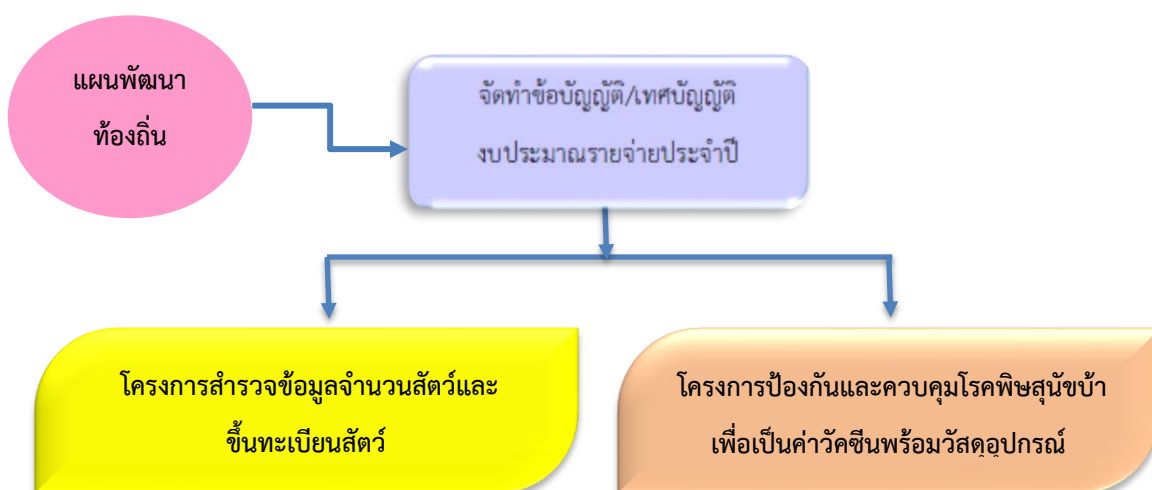 แผนพัฒนา
ท้องถิ่น
จัดทำข้อบัญญัติ/เทศบัญญัติ
งบประมาณรายจ่ายประจำปี
โครงการสำรวจข้อมูลจำนวนสัตว์และ
ขึ้นทะเบียนสัตว์
โครงการป้องกันและควบคุมโรคพิษสุนัขบ้า
เพื่อเป็นค่าวัคซีนพร้อมวัสดุอุปกรณ์